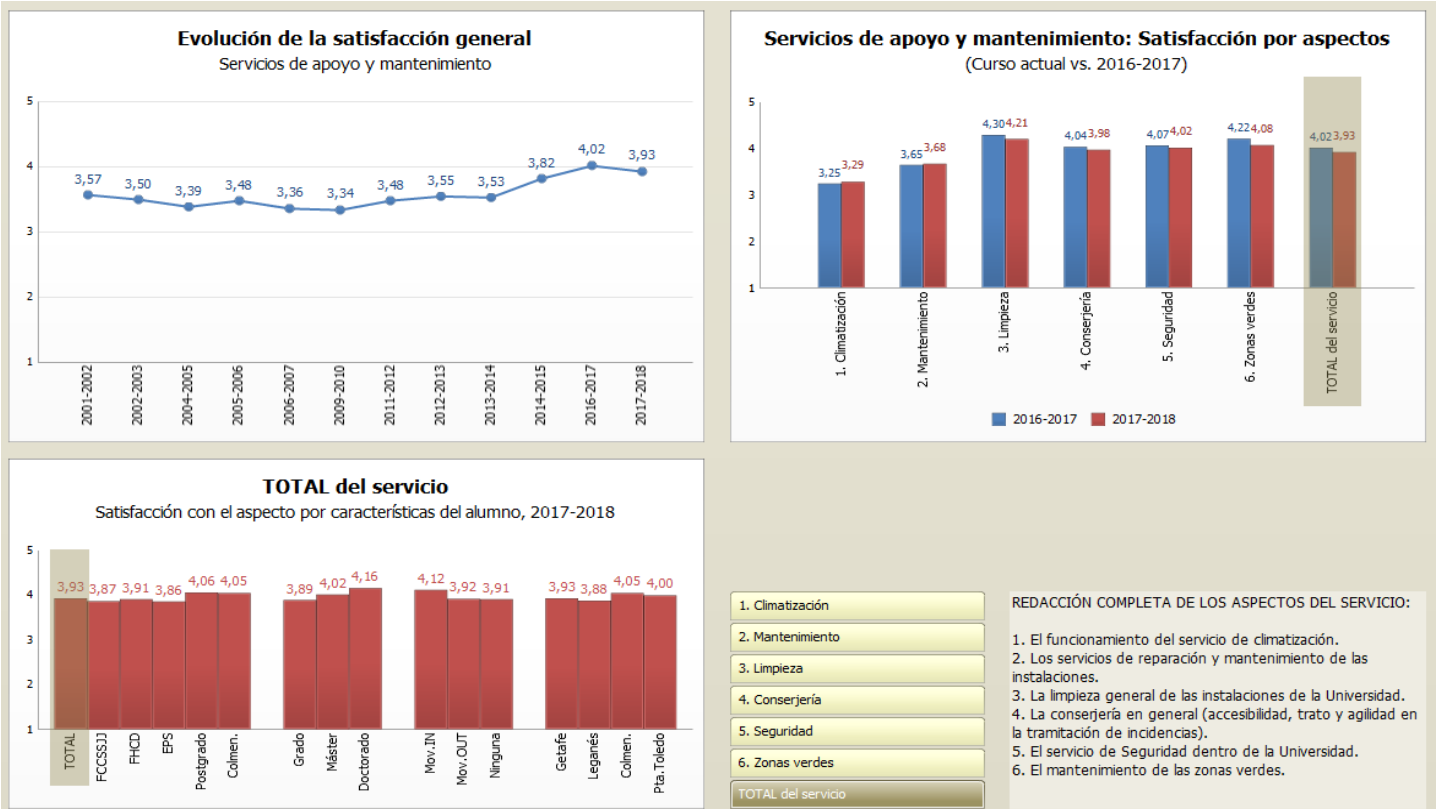 Evolución de la satisfacción general
Servicios de apoyo y mantenimiento
5
4
3
2
1
3,57
3,50
3,39
3,48
3,36
3,34
3,48
3,55
3,53
3,82
4,02
3,93
2001-2002
2002-2003
2004-2005
2005-2006
2006-2007
2009-2010
2011-2012
2012-2013
2013-2014
2014-2015
2016-2017
2017-2018
Servicios de apoyo y mantenimiento: Satisfacción por aspectos
(Curso actual vs. 2016-2017)
5
4
3
2
1
3,25 3,29
3,65 3,68
4,30 4,21
4,04 3,98
4,07 4,02
4,22 4,08
4,02 3,93
1. Climatización
2. Mantenimiento
3. Limpieza
4. Conserjería
5. Seguridad
6. Zonas verdes
TOTAL del servicio
2016-2017 2017-2018
TOTAL del servicio
Satisfacción con el aspecto por características del alumno, 2017-2018
5
4
3
2
1
3,93 3,87 3,91 3,86 4,06 4,05 3,89 4,02 4,16 4,12 3,92 3,91 3,93 3,88 4,05 4,00
TOTAL
FCCSSJJ
FHCD
EPS
Postgrado
Colmen.
Grado
Máster
Doctorado
Mov.IN
Mov.OUT
Ninguna
Getafe
Leganés
Colmen.
Pta.Toledo
1. Climatización
2. Mantenimiento
3. Limpieza
4. Conserjería
5. Seguridad
6. Zonas verdes
TOTAL del servicio
REDACCIÓN COMPLETA DE LOS ASPECTOS DEL SERVICIO:
1. El funcionamiento del servicio de climatización.
2. Los servicios de reparación y mantenimiento de las
instalaciones.
3. La limpieza general de las instalaciones de la Universidad.
4. La conserjería en general (accesibilidad, trato y agilidad en
la tramitación de incidencias).
5. El servicio de Seguridad dentro de la Universidad.
6. El mantenimiento de las zonas verdes.